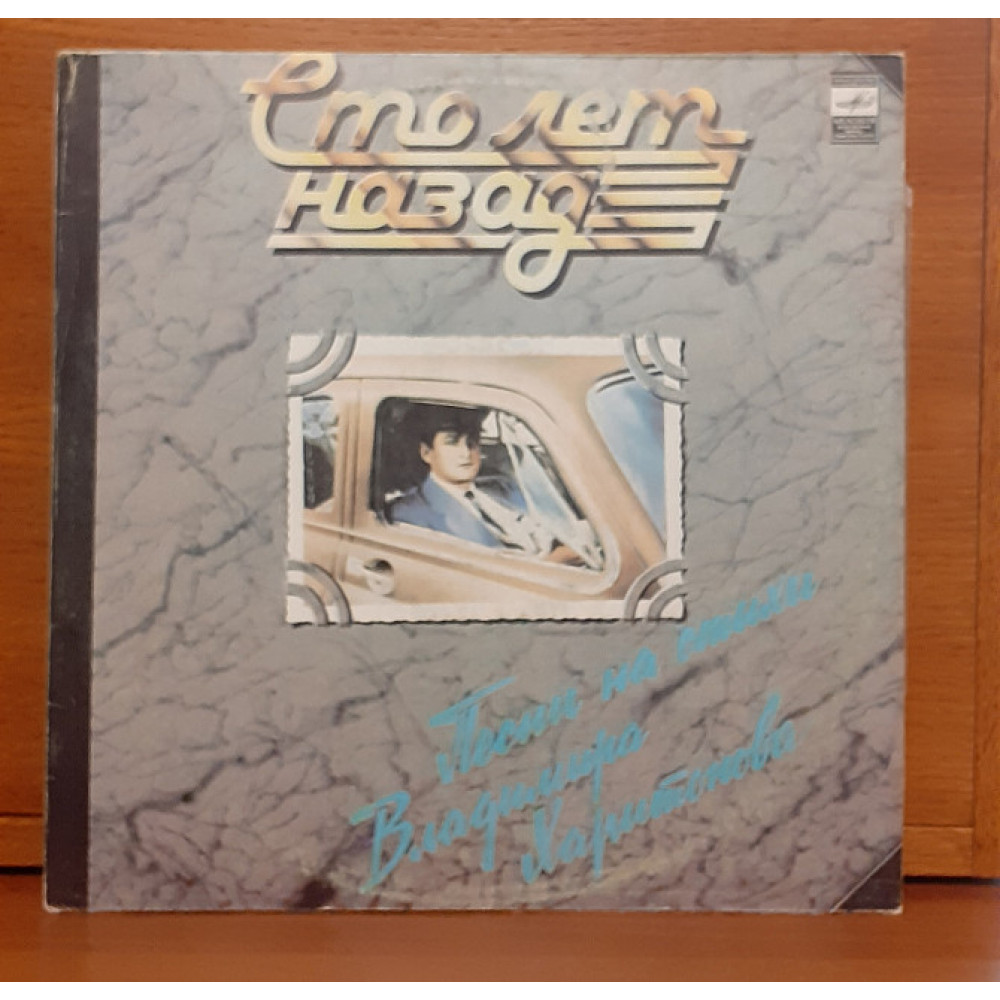 Сто лет
назад
Песни на стихи
Владимира
Харитонова